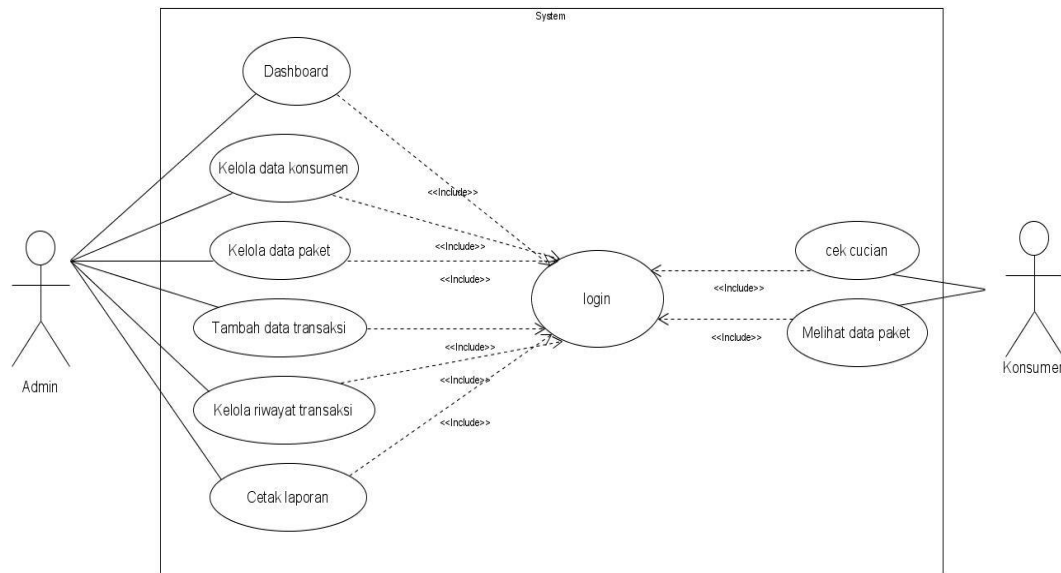 System
Dashboard
Kelola data konsumen
<<Include>>
Kelola data paket
<<Include>>
<<Include>>
Tambah data transaksi
<<Include>>
Kelola riwayat transaksi
<<Include>>
<<Include>>
Cetak laporan
login
cek cucian
<<Include>>
Melihat data paket
<<Include>>
Admin
Konsumen